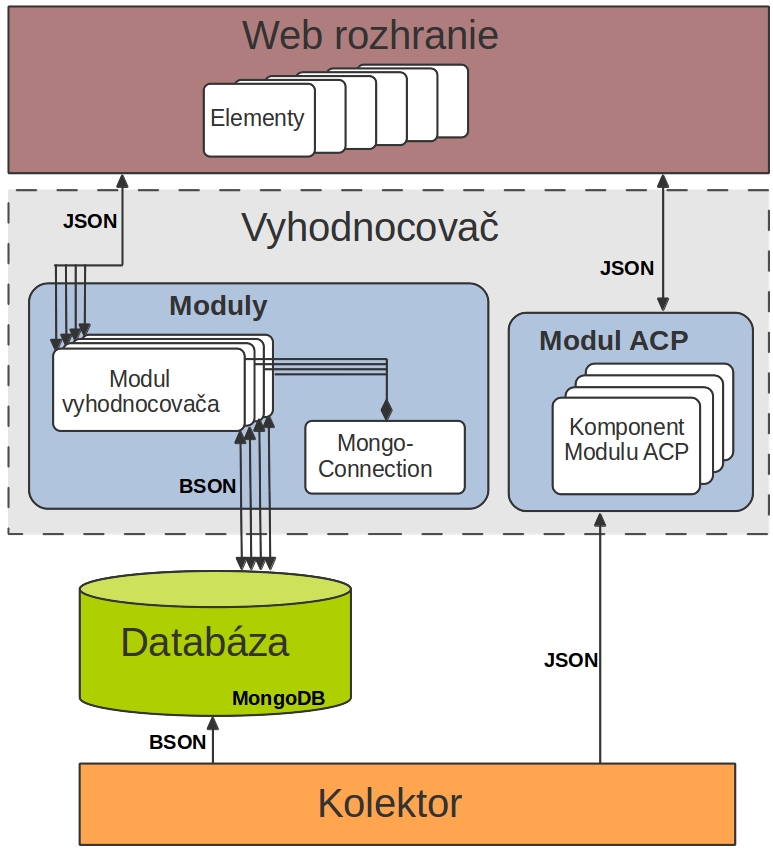 Web rozhranie
Elementy
JSON
Vyhodnocovač
JSON
Moduly
Modul ACP
Modul
vyhodnocovača
Komponent
Modulu ACP
Mongo-
Connection
BSON
Databáza
JSON
MongoDB
BSON
Kolektor